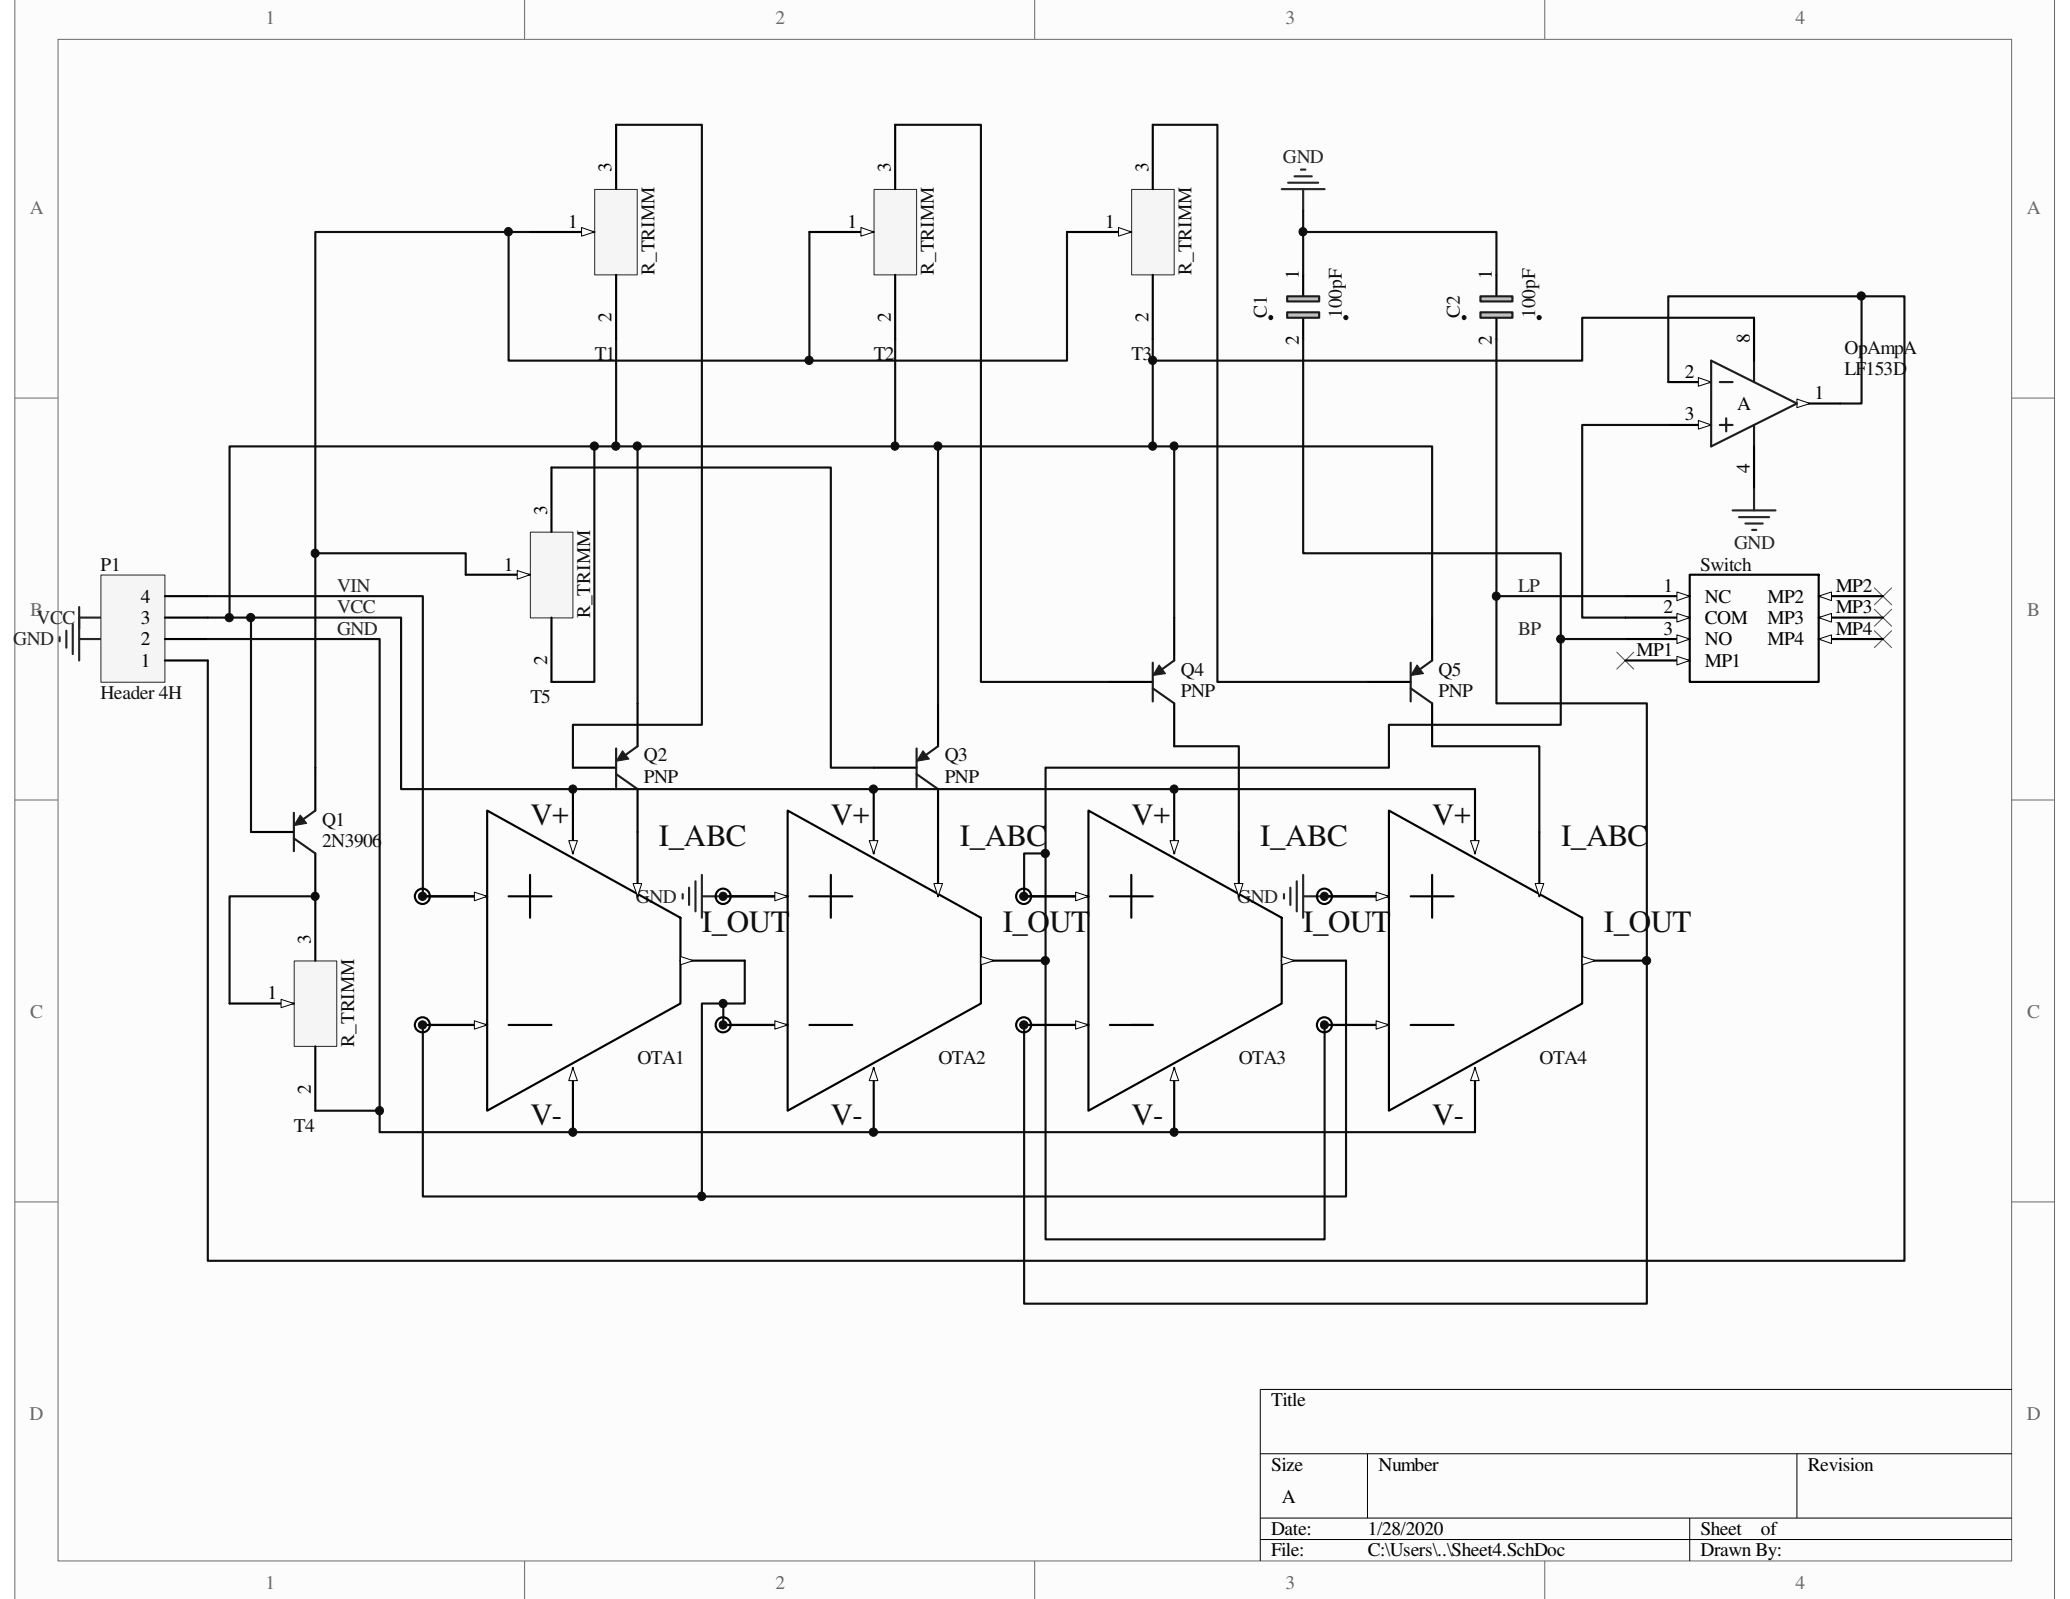 1 2 3 4
A A
B B
C C
D D
1 2 3 4
3
1
R_TRIMM
2
T1
3
1
R_TRIMM
2
T2
3
1
R_TRIMM
2
T3
GND
1
C1
100pF
2
1
C2
100pF
2
8
OpAmpA
LF153D
2
A
1
3
4
GND
3
1
R_TRIMM
2
T5
P1
4
3
2
1
VCC
GND
Header 4H
VIN
VCC
GND
Switch
LP
BP
1 NC MP2 MP2
2 COM MP3 MP3
3 NO MP4 MP4
MP1 MP1
Q4
PNP
Q5
PNP
Q2
PNP
Q3
PNP
Q1
2N3906
V+ V+ V+ V+
I_ABC I_ABC I_ABC I_ABC
GND GND
I_OUT I_OUT I_OUT I_OUT
3
1
R_TRIMM
2
T4
OTA1 OTA2 OTA3 OTA4
V- V- V- V-
Title
Size Number Revision
A
Date: 1/28/2020 Sheet of
File: C:\Users\..\Sheet4.SchDoc Drawn By: